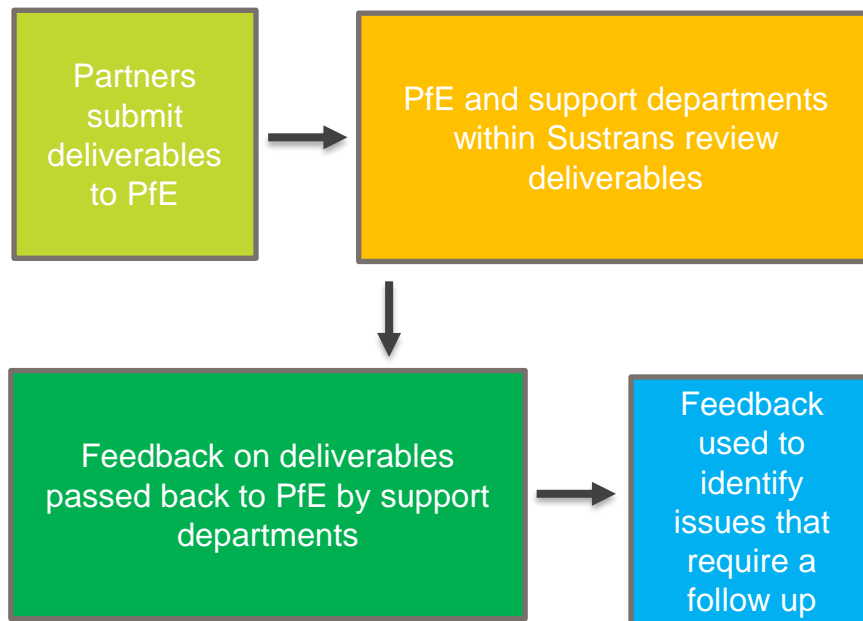 Partners
submit
deliverables
to PfE
PfE and support departments
within Sustrans review
deliverables
Feedback on deliverables
passed back to PfE by support
departments
Feedback
used to
identify
issues that
require a
follow up